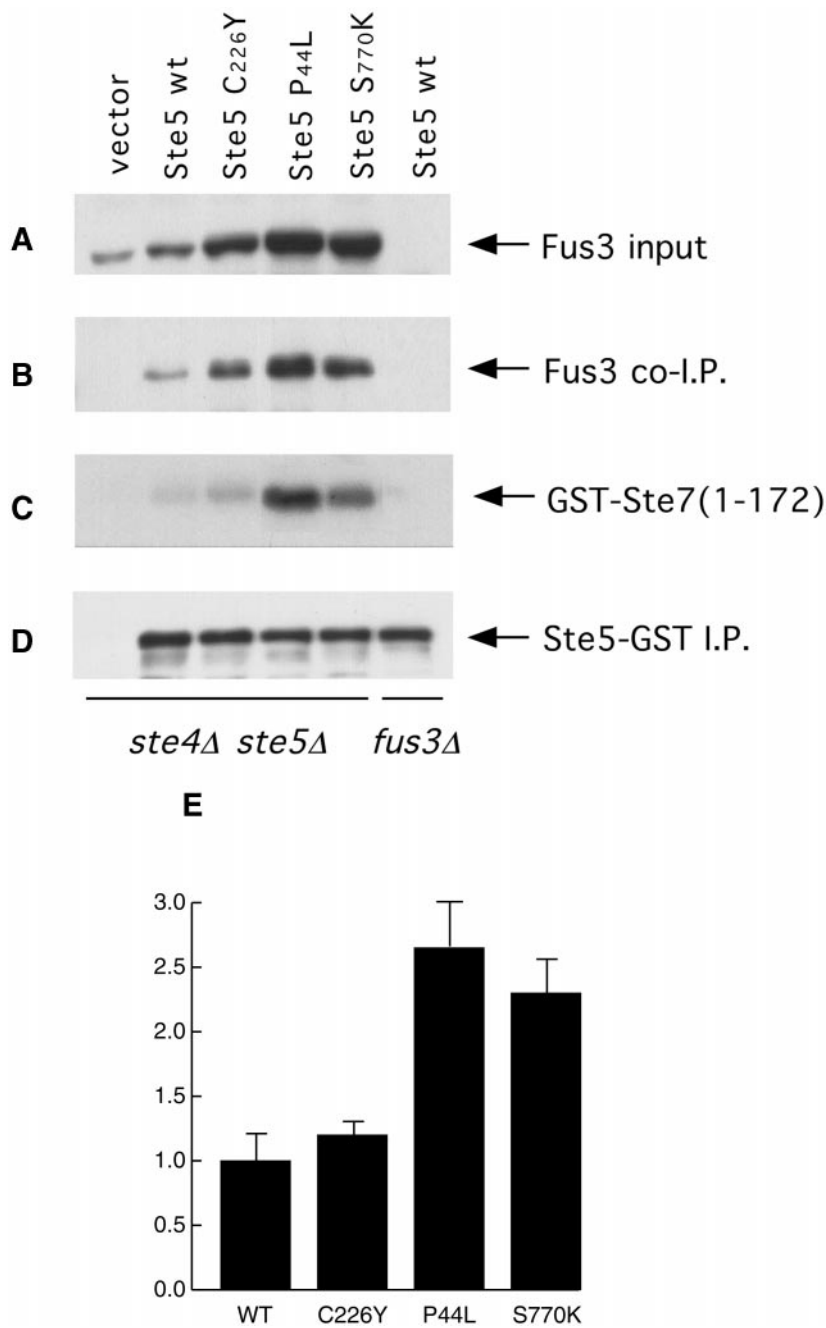 vector
Ste5 wt
Ste5 C226Y
Ste5 P44L
Ste5 S770K
Ste5 wt
A
Fus3 input
B
Fus3 co-I.P.
C
GST-Ste7(1-172)
D
Ste5-GST I.P.
ste4Δ ste5Δ
fus3Δ
E
3.0
2.5
2.0
1.5
1.0
0.5
0.0
WT
C226Y
P44L
S770K